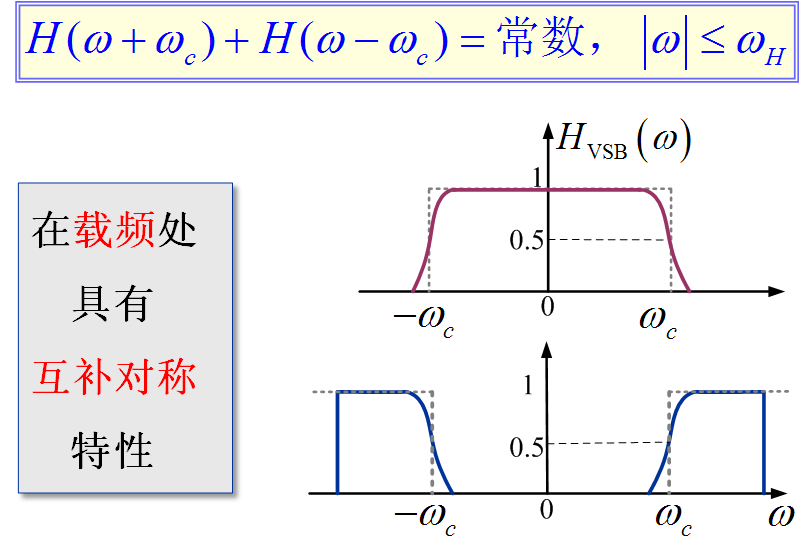 H(ω + ω_c) + H(ω − ω_c) = 常数， |ω| ≤ ω_H
在载频处
具有
互补对称
特性
H_VSB(ω)
1
0.5
−ω_c
0
ω_c
1
0.5
−ω_c
0
ω_c
ω